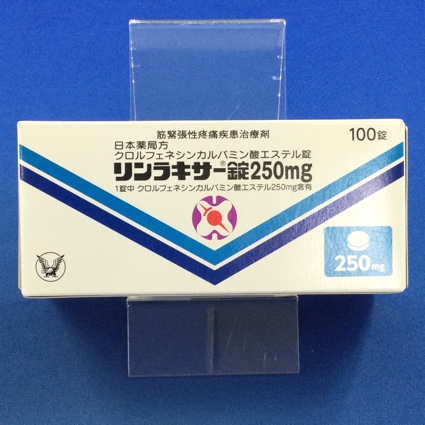 筋緊張性疼痛疾患治療剤
100錠
日本薬局方
クロルフェネシンカルバミン酸エステル錠
リンラキサー®錠250mg
1錠中 クロルフェネシンカルバミン酸エステル250mg含有
250mg